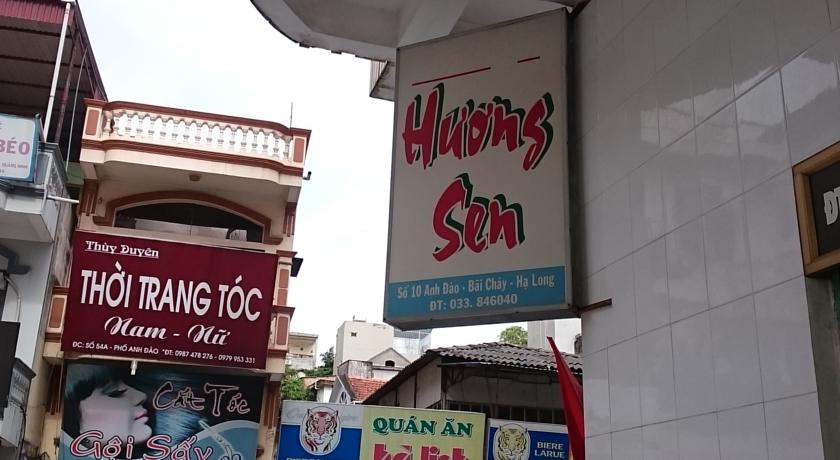 BÉO
Thùy Duyên
THỜI TRANG TÓC
Nam - Nữ
ĐC: SỐ 54A - PHỐ ANH ĐÀO *ĐT: 0987 478 276 - 0979 953 331
Cắt Tóc
Gội Sấy
Hương
Sen
Số 10 Anh Đào - Bãi Cháy - Hạ Long
ĐT: 033. 846040
QUÁN ĂN
BIERE
LARUE